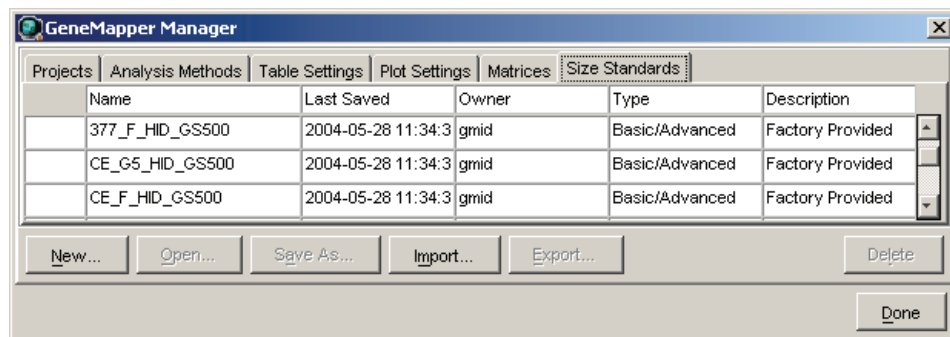 GeneMapper Manager
Projects Analysis Methods Table Settings Plot Settings Matrices Size Standards
Name Last Saved Owner Type Description
377_F_HID_GS500 2004-05-28 11:34:3 gmid Basic/Advanced Factory Provided
CE_G5_HID_GS500 2004-05-28 11:34:3 gmid Basic/Advanced Factory Provided
CE_F_HID_GS500 2004-05-28 11:34:3 gmid Basic/Advanced Factory Provided
New... Open... Save As... Import... Export... Delete
Done